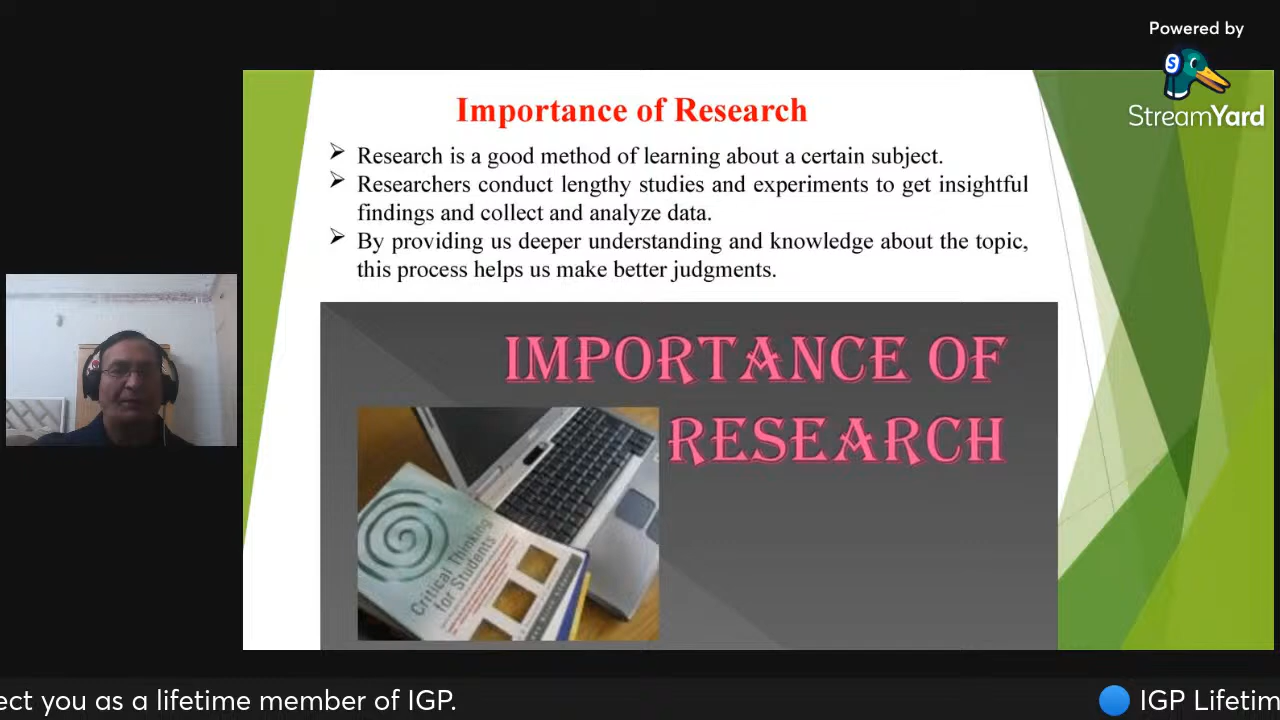 Powered by
S
StreamYard
Importance of Research
➢ Research is a good method of learning about a certain subject.
➢ Researchers conduct lengthy studies and experiments to get insightful
findings and collect and analyze data.
➢ By providing us deeper understanding and knowledge about the topic,
this process helps us make better judgments.
IMPORTANCE OF
RESEARCH
Critical Thinking
for Students
ect you as a lifetime member of IGP.
IGP Lifetim